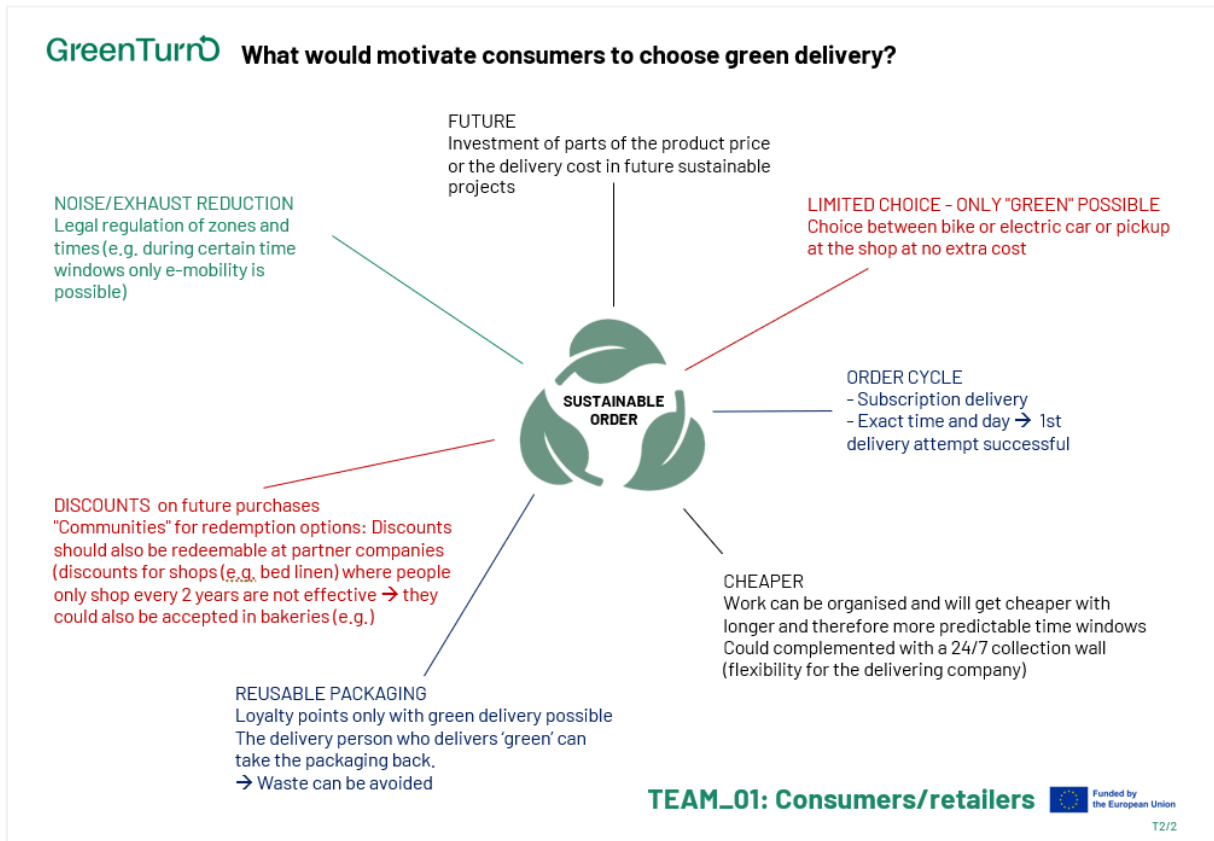 GreenTurn
What would motivate consumers to choose green delivery?
FUTURE
Investment of parts of the product price
or the delivery cost in future sustainable
projects
NOISE/EXHAUST REDUCTION
Legal regulation of zones and
times (e.g. during certain time
windows only e-mobility is
possible)
LIMITED CHOICE - ONLY "GREEN" POSSIBLE
Choice between bike or electric car or pickup
at the shop at no extra cost
SUSTAINABLE
ORDER
ORDER CYCLE
- Subscription delivery
- Exact time and day → 1st
delivery attempt successful
DISCOUNTS on future purchases
"Communities" for redemption options: Discounts
should also be redeemable at partner companies
(discounts for shops (e.g. bed linen) where people
only shop every 2 years are not effective → they
could also be accepted in bakeries (e.g.)
CHEAPER
Work can be organised and will get cheaper with
longer and therefore more predictable time windows
Could complemented with a 24/7 collection wall
(flexibility for the delivering company)
REUSABLE PACKAGING
Loyalty points only with green delivery possible
The delivery person who delivers ‘green’ can
take the packaging back.
→ Waste can be avoided
TEAM_01: Consumers/retailers
Funded by
the European Union
T2/2